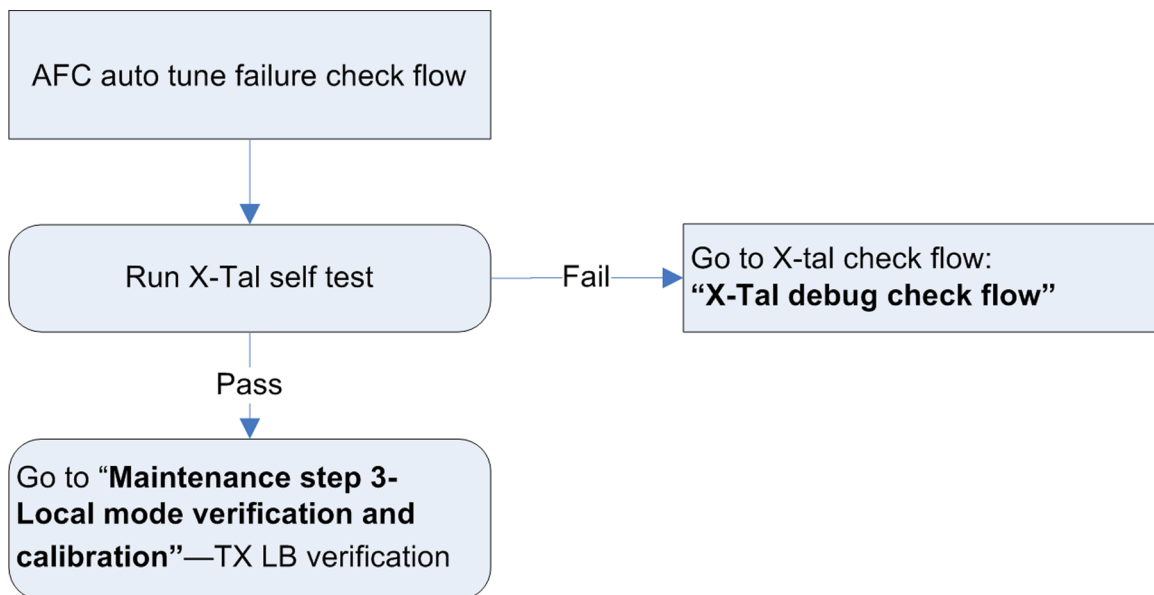 AFC auto tune failure check flow
Run X-Tal self test
Fail
Go to X-tal check flow:
“X-Tal debug check flow”
Pass
Go to “Maintenance step 3-
Local mode verification and
calibration”—TX LB verification